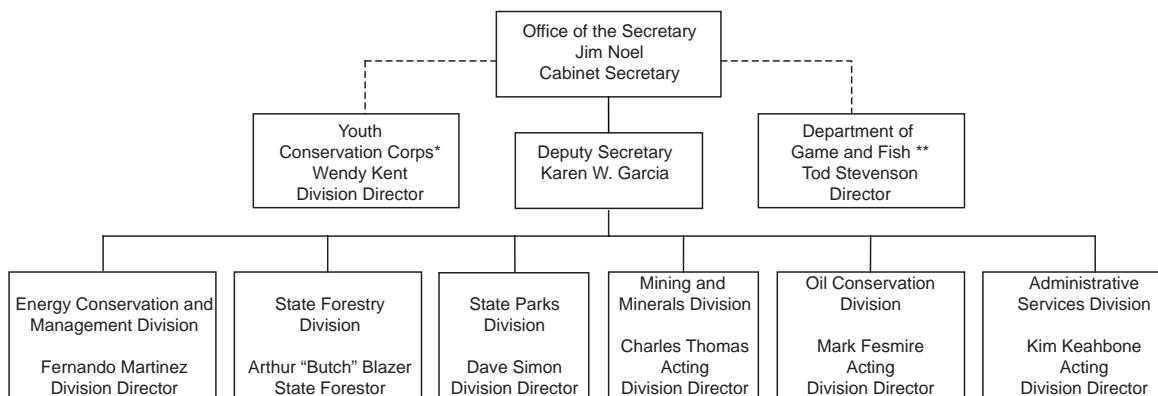 Office of the Secretary
Jim Noel
Cabinet Secretary
Youth
Conservation Corps*
Wendy Kent
Division Director
Deputy Secretary
Karen W. Garcia
Department of
Game and Fish **
Tod Stevenson
Director
Energy Conservation and
Management Division
Fernando Martinez
Division Director
State Forestry
Division
Arthur “Butch” Blazer
State Forestor
State Parks
Division
Dave Simon
Division Director
Mining and
Minerals Division
Charles Thomas
Acting
Division Director
Oil Conservation
Division
Mark Fesmire
Acting
Division Director
Administrative
Services Division
Kim Keahbone
Acting
Division Director